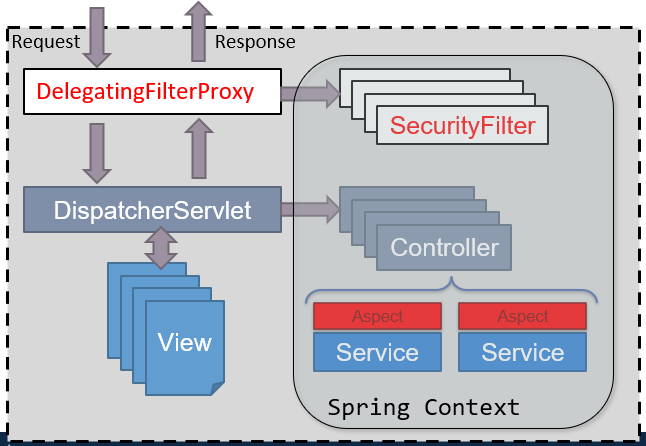 Request
Response
DelegatingFilterProxy
SecurityFilter
DispatcherServlet
Controller
Aspect
Aspect
View
Service
Service
Spring Context